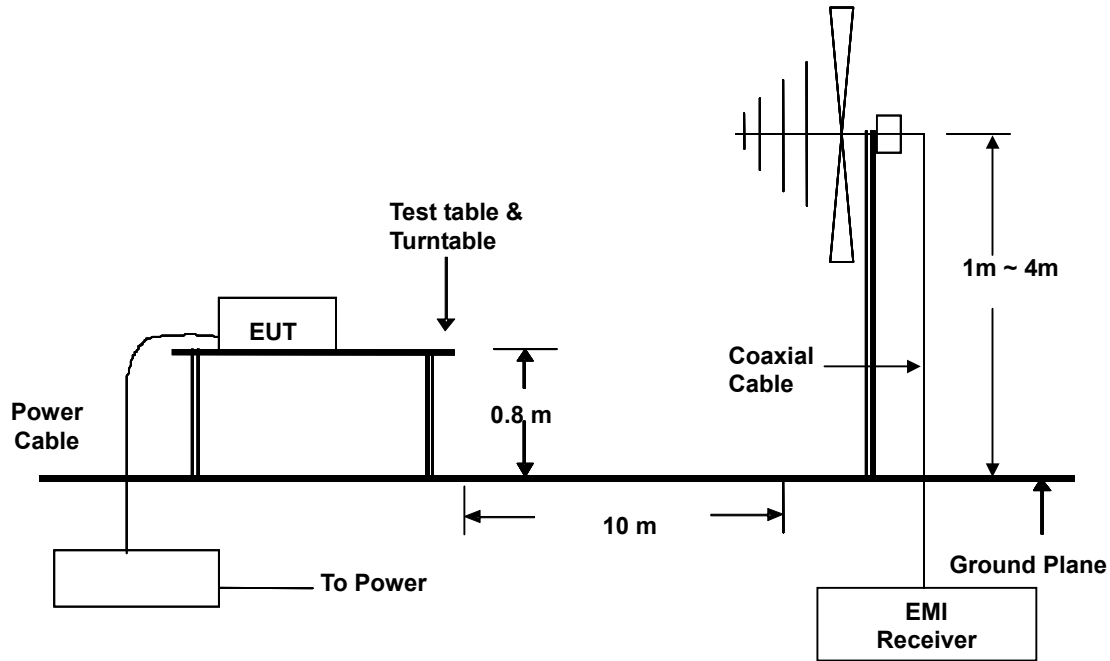 Test table &
Turntable
1m ~ 4m
EUT
Coaxial
Cable
0.8 m
Power
Cable
10 m
Ground Plane
To Power
EMI
Receiver